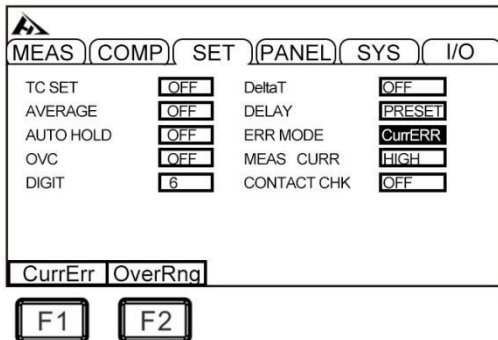 MEAS COMP SET PANEL SYS I/O
TC SET OFF DeltaT OFF
AVERAGE OFF DELAY PRESET
AUTO HOLD OFF ERR MODE CurrERR
OVC OFF MEAS CURR HIGH
DIGIT 6 CONTACT CHK OFF
CurrErr OverRng
F1 F2